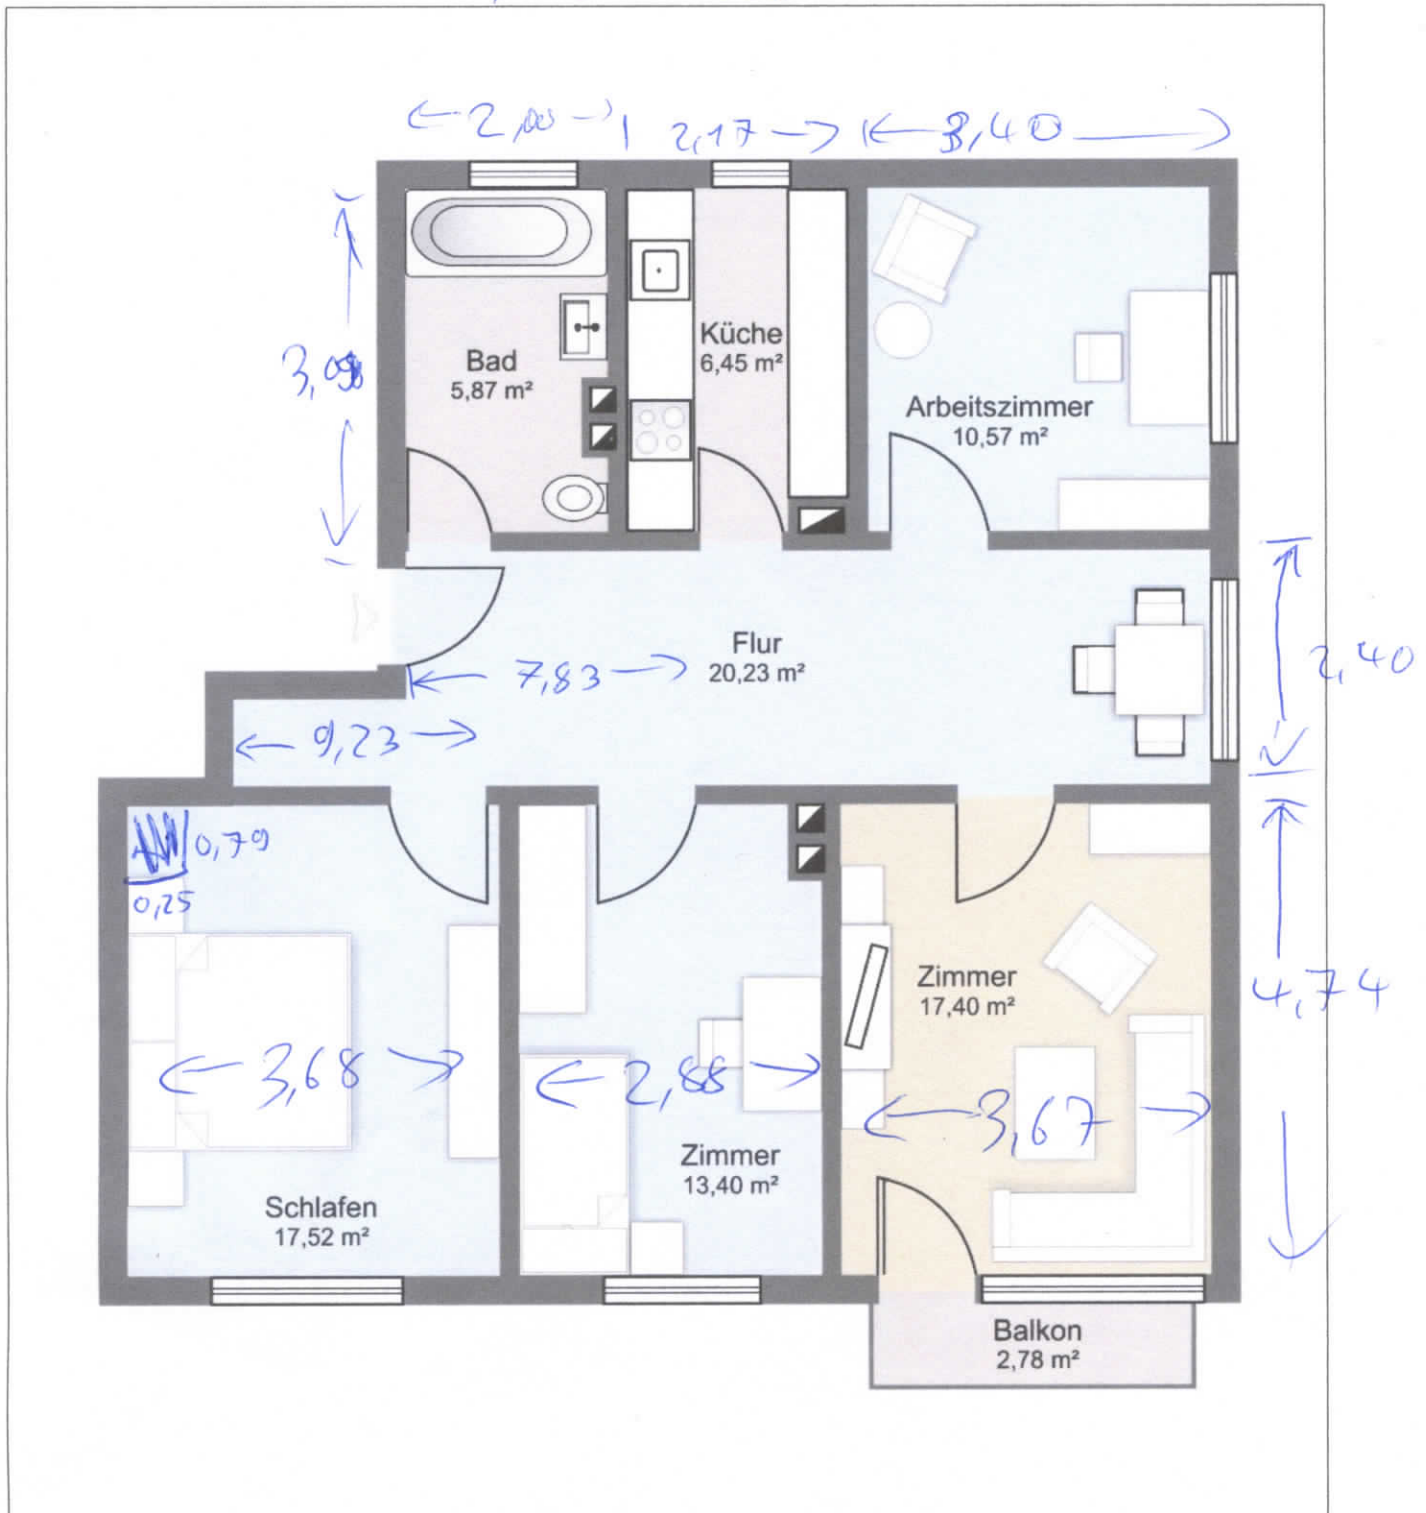 2,00
2,17
3,40
Bad
5,87 m²
Küche
6,45 m²
Arbeitszimmer
10,57 m²
Flur
20,23 m²
2,40
7,83
9,23
0,79
0,25
4,74
Zimmer
17,40 m²
3,68
2,88
3,67
Zimmer
13,40 m²
Schlafen
17,52 m²
Balkon
2,78 m²